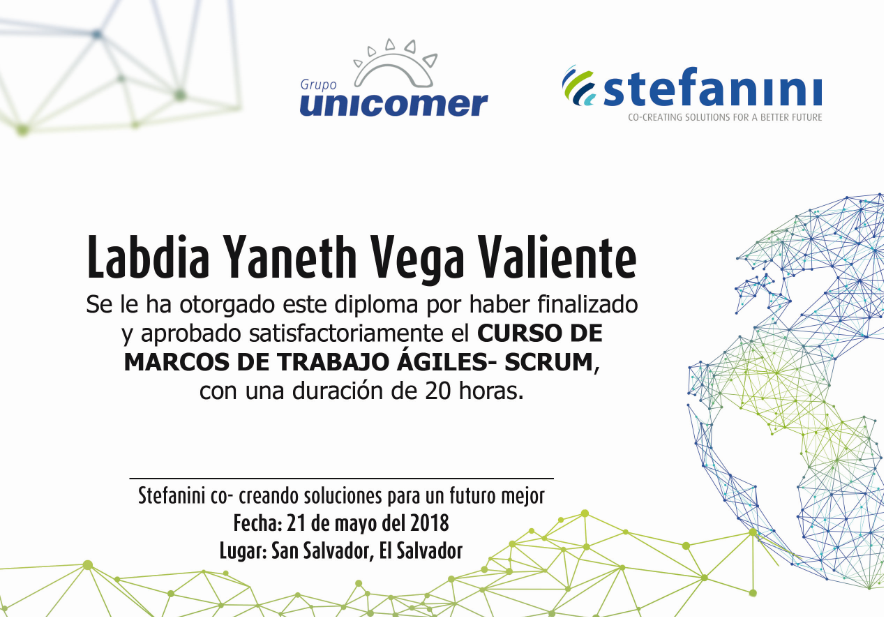 Grupo
unicomer
stefanini
CO-CREATING SOLUTIONS FOR A BETTER FUTURE
Labdia Yaneth Vega Valiente
Se le ha otorgado este diploma por haber finalizado
y aprobado satisfactoriamente el CURSO DE
MARCOS DE TRABAJO ÁGILES- SCRUM,
con una duración de 20 horas.
Stefanini co- creando soluciones para un futuro mejor
Fecha: 21 de mayo del 2018
Lugar: San Salvador, El Salvador